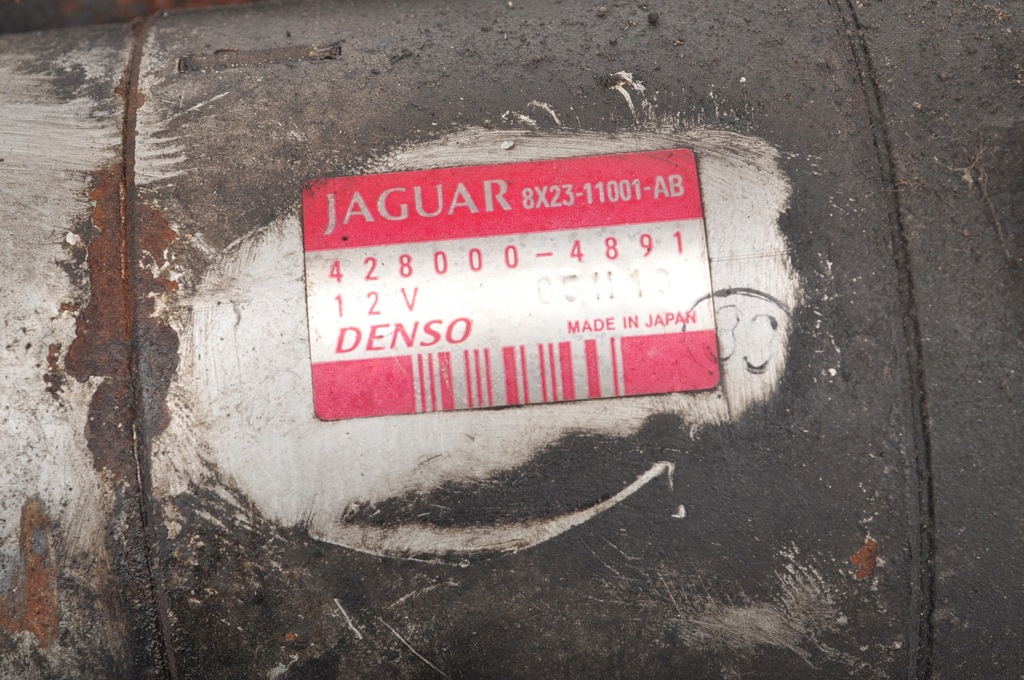 JAGUAR 8X23-11001-AB
428000-4891
12V
DENSO MADE IN JAPAN